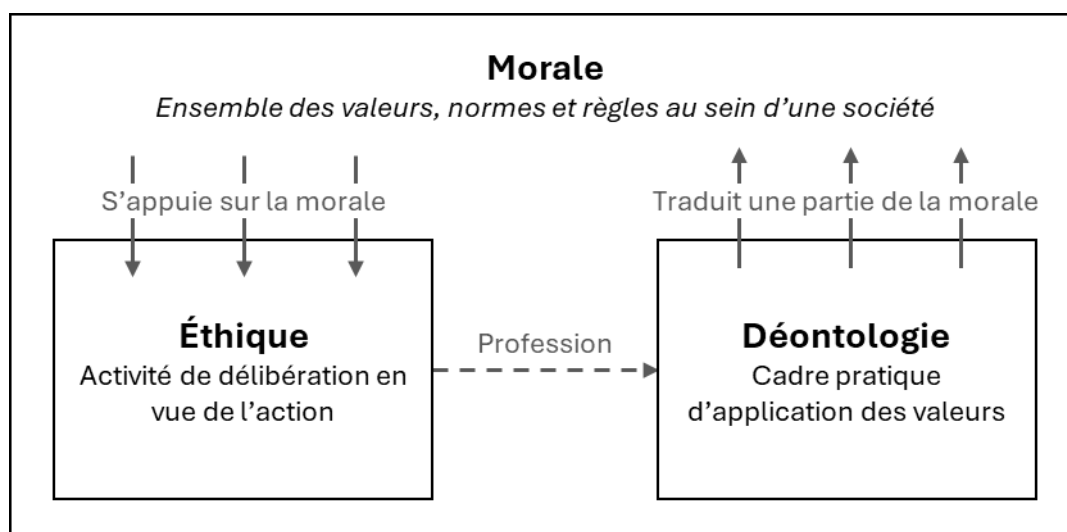 Morale
Ensemble des valeurs, normes et règles au sein d’une société
S’appuie sur la morale
Traduit une partie de la morale
Éthique
Activité de délibération en
vue de l’action
Profession
Déontologie
Cadre pratique
d’application des valeurs